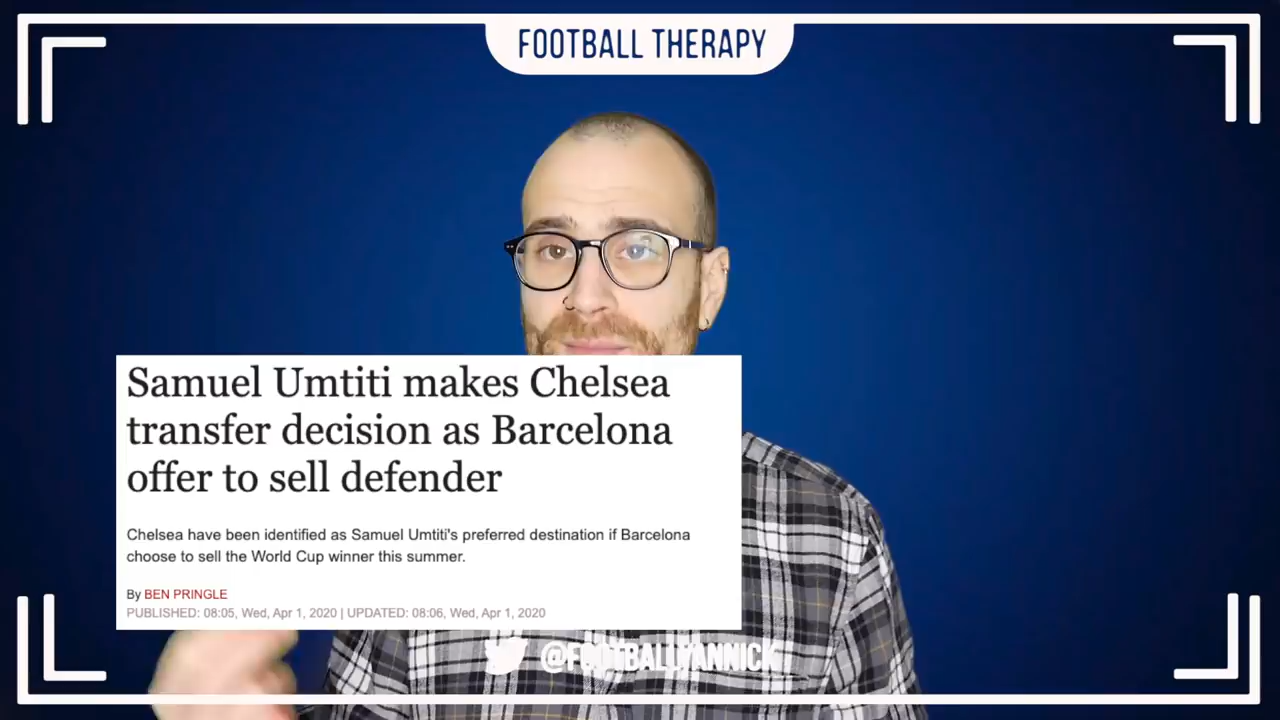 FOOTBALL THERAPY
Samuel Umtiti makes Chelsea
transfer decision as Barcelona
offer to sell defender
Chelsea have been identified as Samuel Umtiti's preferred destination if Barcelona
choose to sell the World Cup winner this summer.
By BEN PRINGLE
PUBLISHED: 08:05, Wed, Apr 1, 2020 | UPDATED: 08:06, Wed, Apr 1, 2020
@FOOTBALLYANNICK